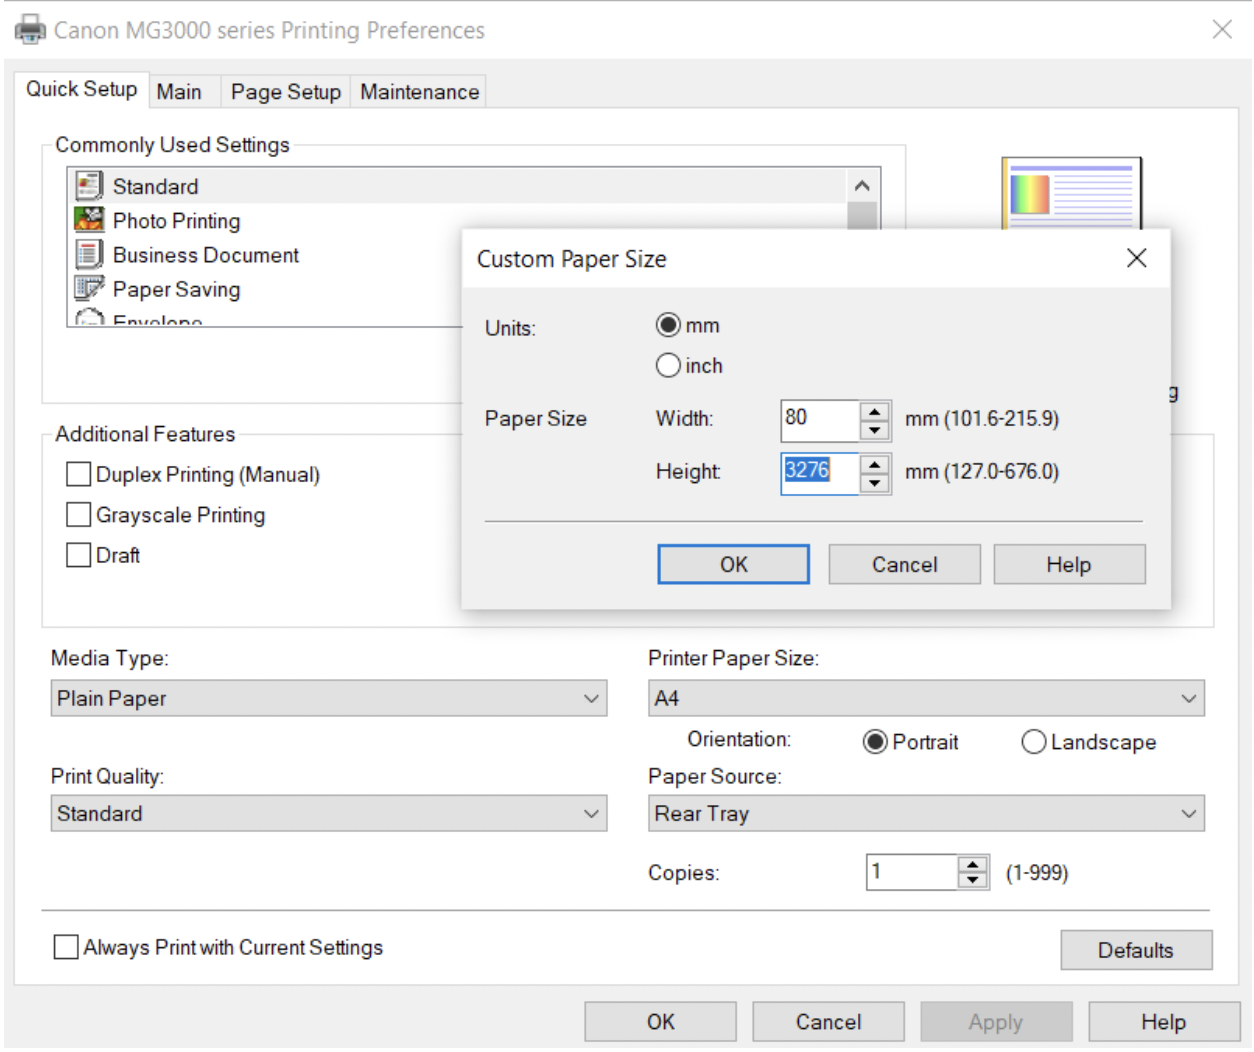 Canon MG3000 series Printing Preferences
Quick Setup Main Page Setup Maintenance
Commonly Used Settings
Standard
Photo Printing
Business Document
Paper Saving
Envelope
Custom Paper Size
Units:
mm
inch
Paper Size Width: 80 mm (101.6-215.9)
Height: 3276 mm (127.0-676.0)
OK Cancel Help
g
Additional Features
Duplex Printing (Manual)
Grayscale Printing
Draft
Media Type:
Plain Paper
Printer Paper Size:
A4
Orientation: Portrait Landscape
Print Quality:
Standard
Paper Source:
Rear Tray
Copies: 1 (1-999)
Always Print with Current Settings
Defaults
OK Cancel Apply Help